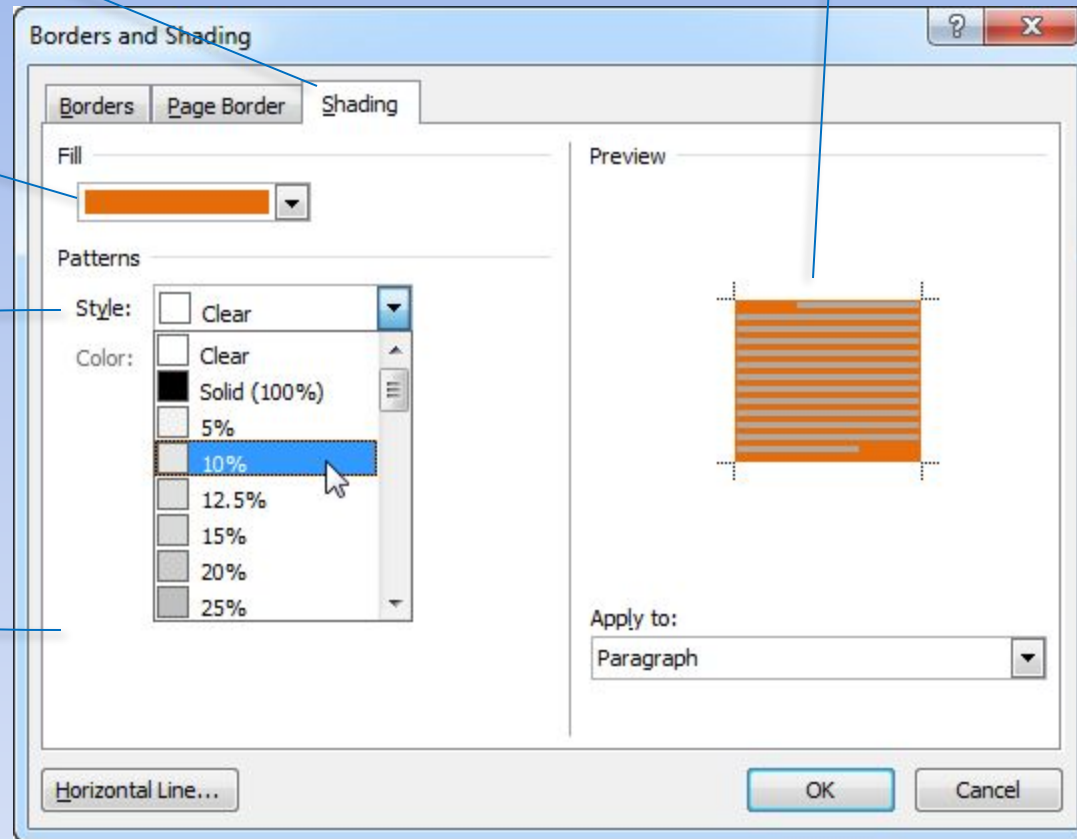 Borders and Shading
?
Borders
Page Border
Shading
Fill
Preview
Patterns
Style:
Clear
Color:
Clear
Solid (100%)
5%
10%
12.5%
15%
20%
25%
Apply to:
Paragraph
Horizontal Line...
OK
Cancel